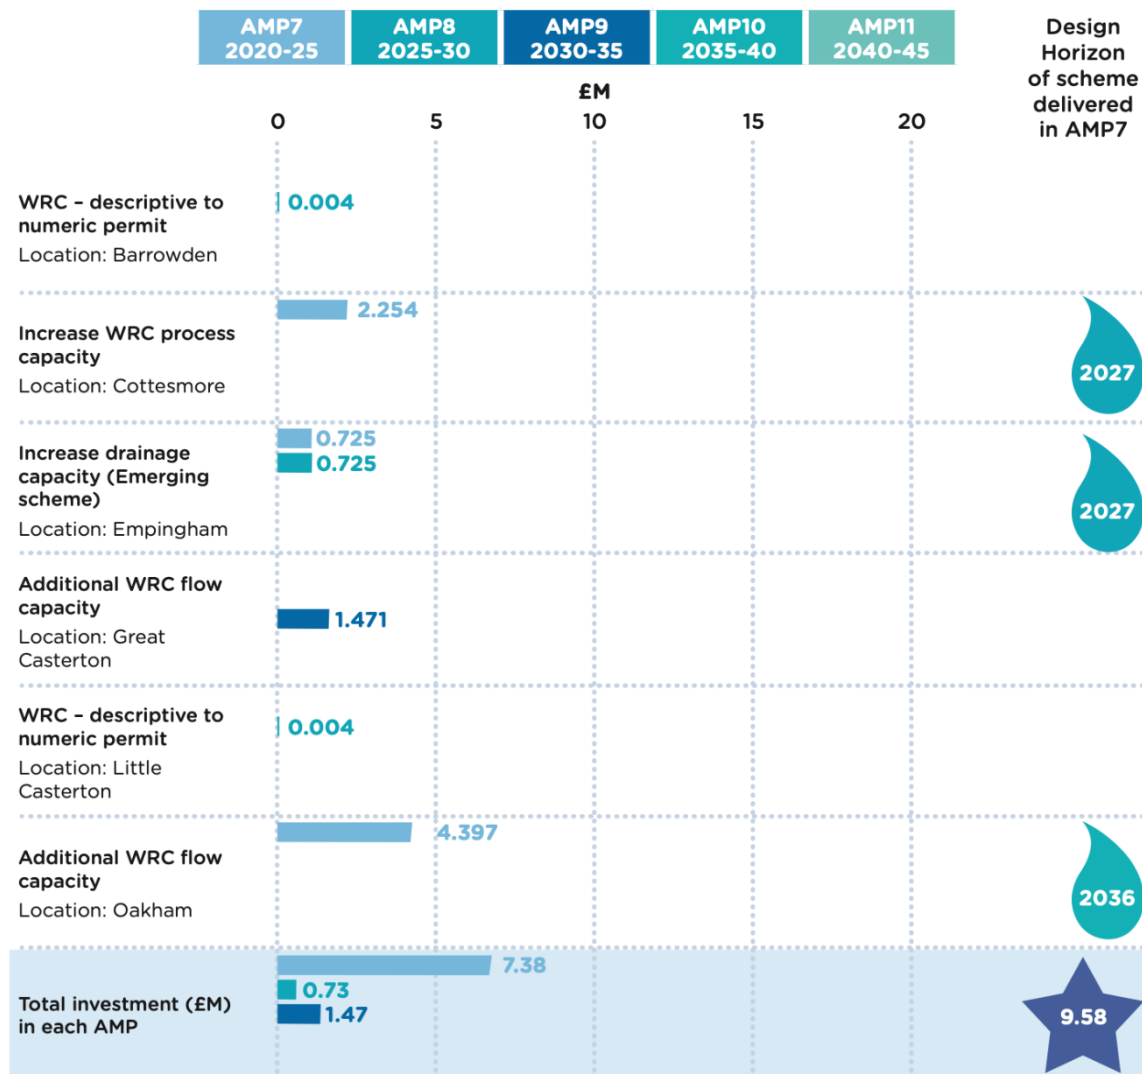 AMP7
2020-25
AMP8
2025-30
AMP9
2030-35
AMP10
2035-40
AMP11
2040-45
Design
Horizon
of scheme
delivered
in AMP7
£M
0 5 10 15 20
WRC – descriptive to
numeric permit
Location: Barrowden
0.004
Increase WRC process
capacity
Location: Cottesmore
2.254
2027
Increase drainage
capacity (Emerging
scheme)
Location: Empingham
0.725
0.725
2027
Additional WRC flow
capacity
Location: Great
Casterton
1.471
WRC – descriptive to
numeric permit
Location: Little
Casterton
0.004
Additional WRC flow
capacity
Location: Oakham
4.397
2036
Total investment (£M)
in each AMP
7.38
0.73
1.47
9.58